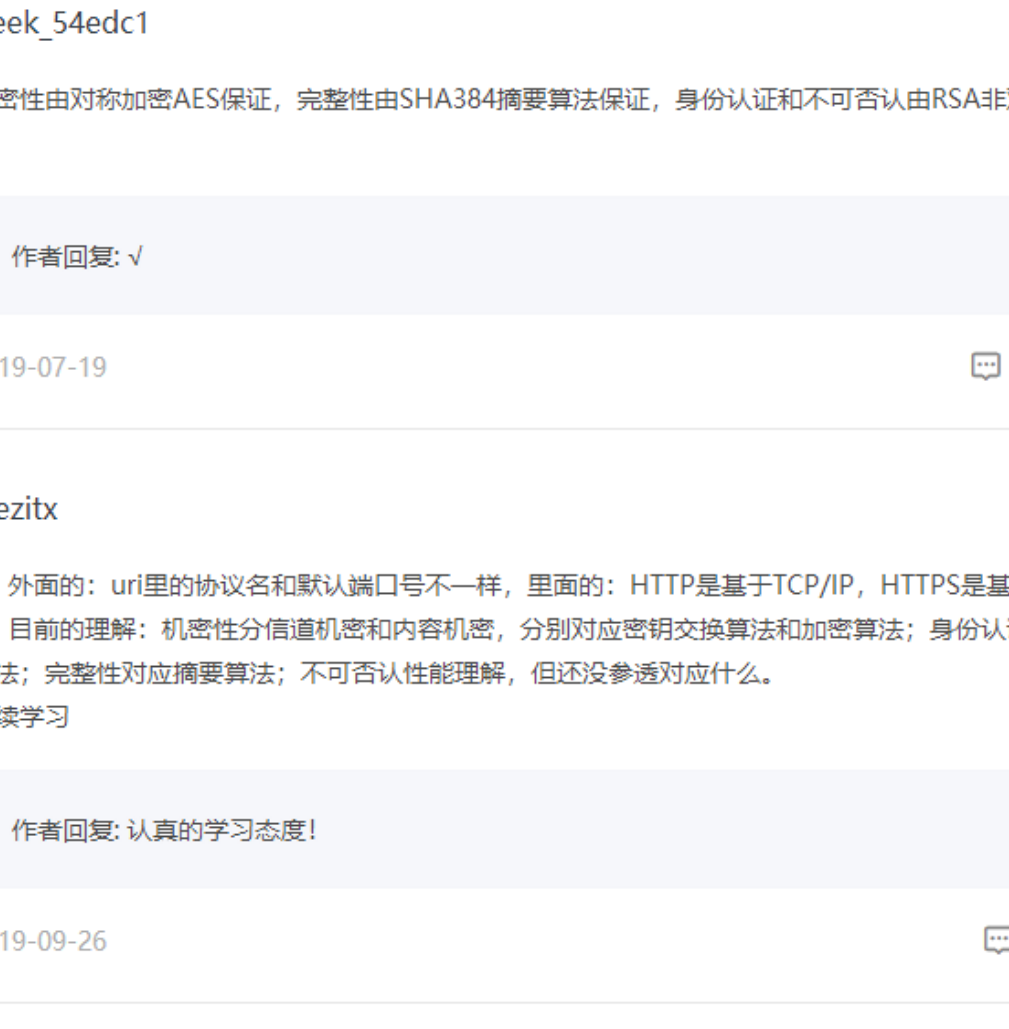 eek_54edc1
密性由对称加密AES保证，完整性由SHA384摘要算法保证，身份认证和不可否认由RSA非
作者回复: √
19-07-19
ezitx
外面的：uri里的协议名和默认端口号不一样，里面的：HTTP是基于TCP/IP，HTTPS是基
目前的理解：机密性分信道机密和内容机密，分别对应密钥交换算法和加密算法；身份认
法；完整性对应摘要算法；不可否认性能理解，但还没参透对应什么。
续学习
作者回复: 认真的学习态度！
19-09-26